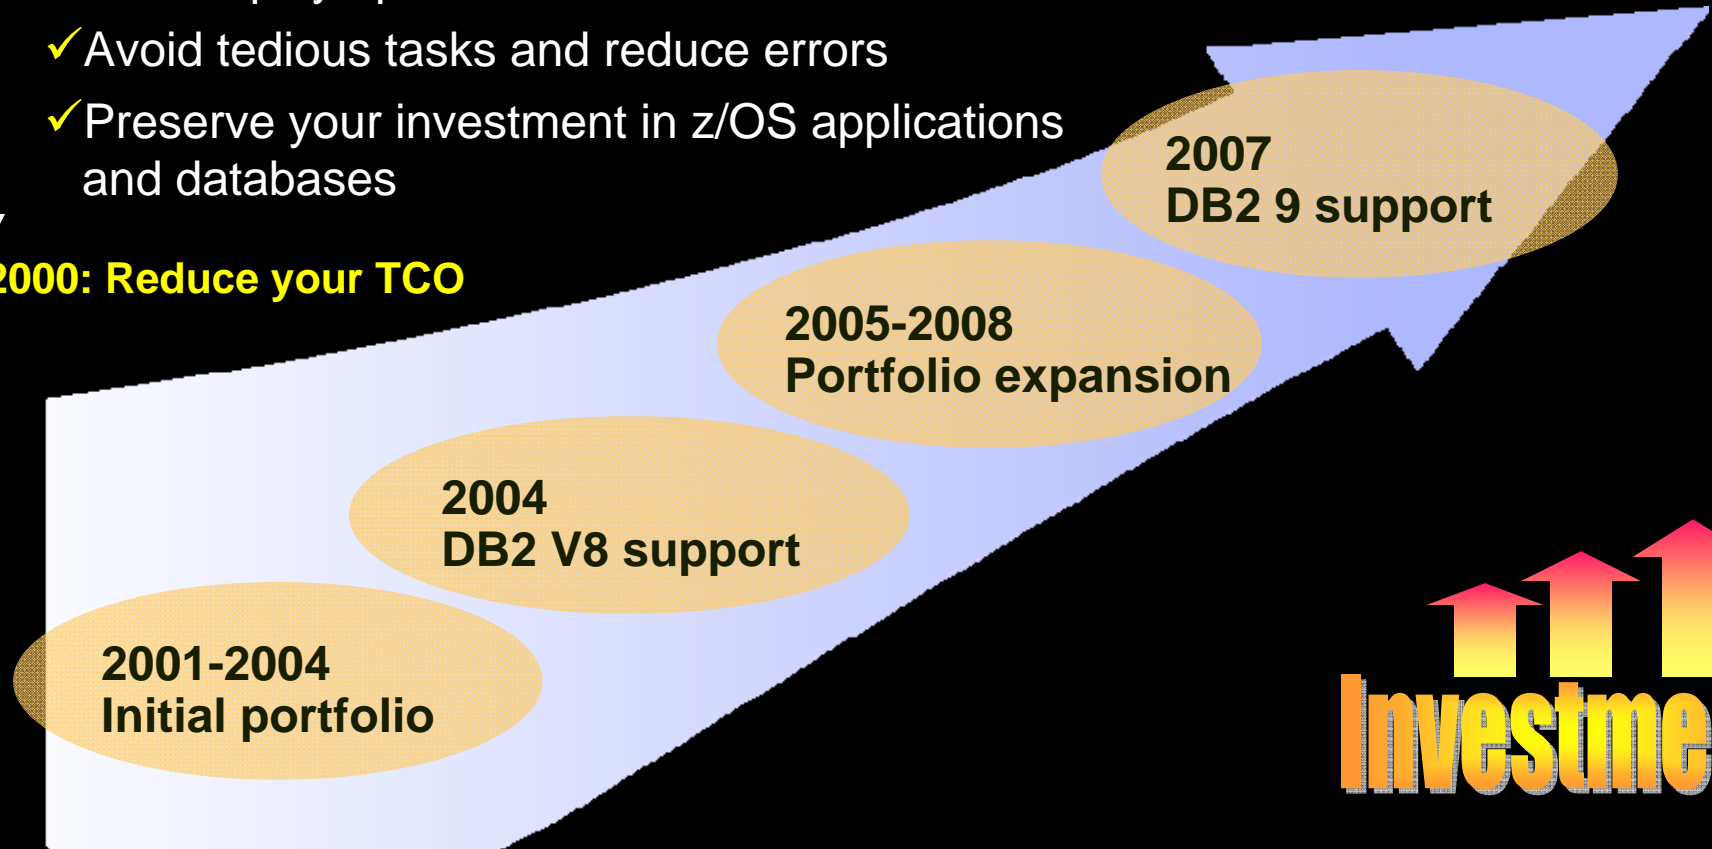 Avoid tedious tasks and reduce errors
Preserve your investment in z/OS applications
and databases
2000: Reduce your TCO
2007
DB2 9 support
2005-2008
Portfolio expansion
2004
DB2 V8 support
2001-2004
Initial portfolio
Investme